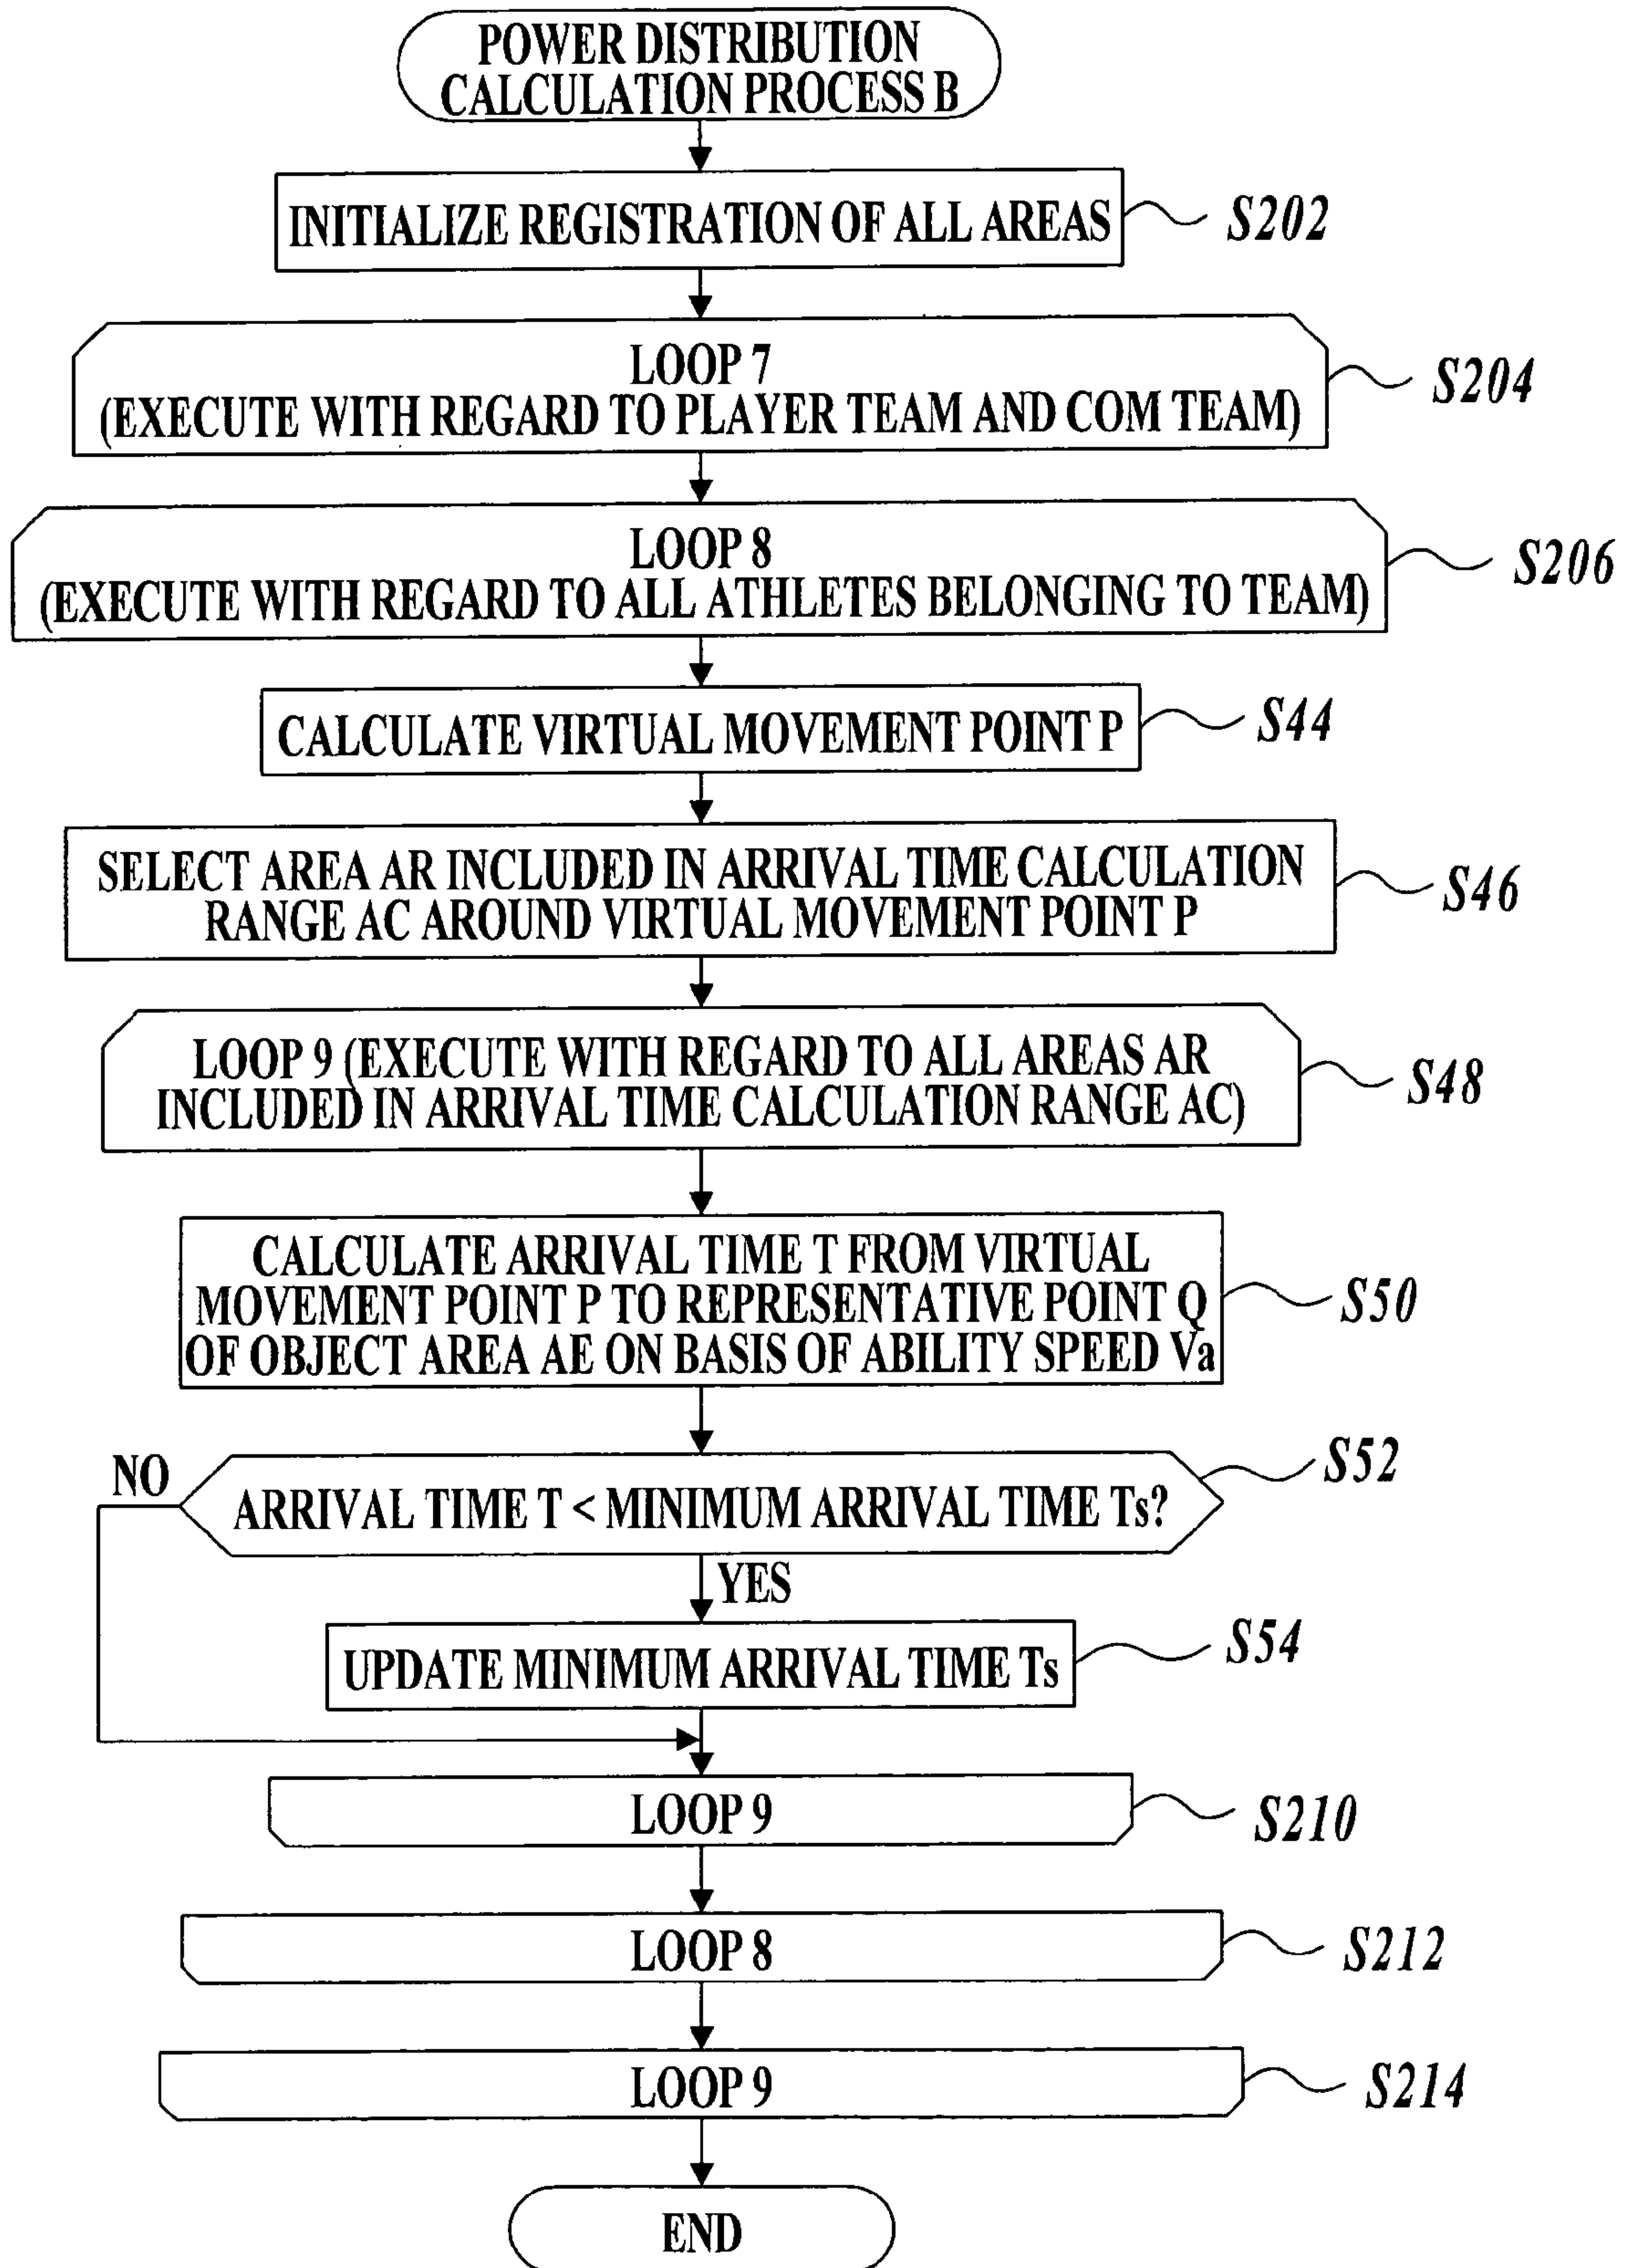 POWER DISTRIBUTION
CALCULATION PROCESS B
INITIALIZE REGISTRATION OF ALL AREAS
S202
LOOP 7
(EXECUTE WITH REGARD TO PLAYER TEAM AND COM TEAM)
S204
LOOP 8
(EXECUTE WITH REGARD TO ALL ATHLETES BELONGING TO TEAM)
S206
CALCULATE VIRTUAL MOVEMENT POINT P
S44
SELECT AREA AR INCLUDED IN ARRIVAL TIME CALCULATION
RANGE AC AROUND VIRTUAL MOVEMENT POINT P
S46
LOOP 9 (EXECUTE WITH REGARD TO ALL AREAS AR
INCLUDED IN ARRIVAL TIME CALCULATION RANGE AC)
S48
CALCULATE ARRIVAL TIME T FROM VIRTUAL
MOVEMENT POINT P TO REPRESENTATIVE POINT Q
OF OBJECT AREA AE ON BASIS OF ABILITY SPEED Va
S50
NO
ARRIVAL TIME T < MINIMUM ARRIVAL TIME Ts?
S52
YES
UPDATE MINIMUM ARRIVAL TIME Ts
S54
LOOP 9
S210
LOOP 8
S212
LOOP 9
S214
END